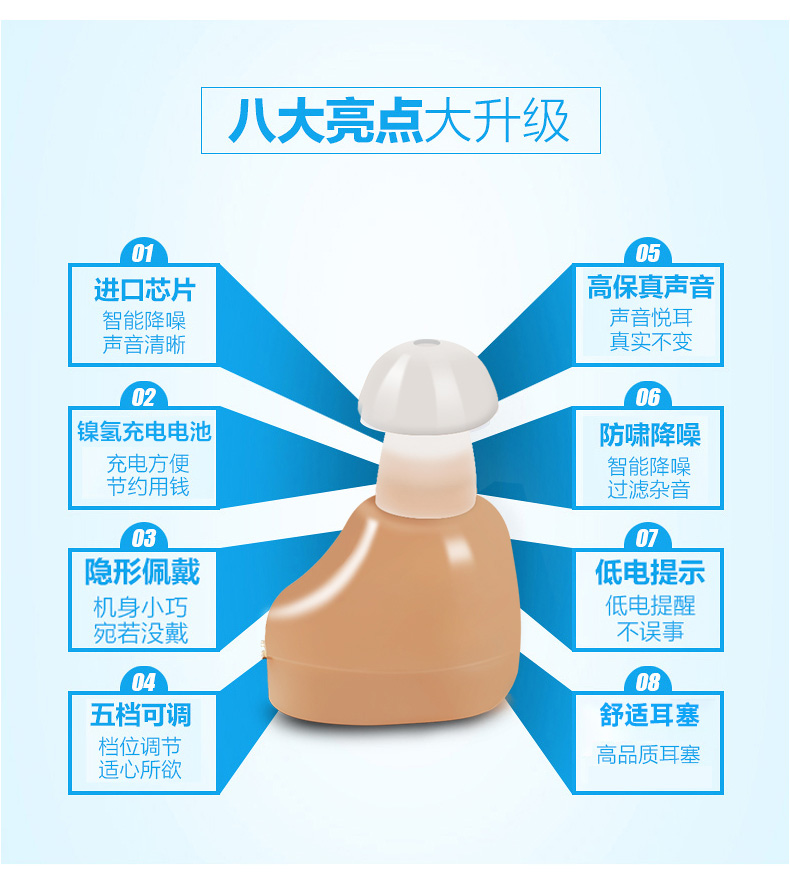 八大亮点大升级
01
进口芯片
智能降噪
声音清晰
02
镍氢充电电池
充电方便
节约用钱
03
隐形佩戴
机身小巧
宛若没戴
04
五档可调
档位调节
适心所欲
05
高保真声音
声音悦耳
真实不变
06
防啸降噪
智能降噪
过滤杂音
07
低电提示
低电提醒
不误事
08
舒适耳塞
高品质耳塞